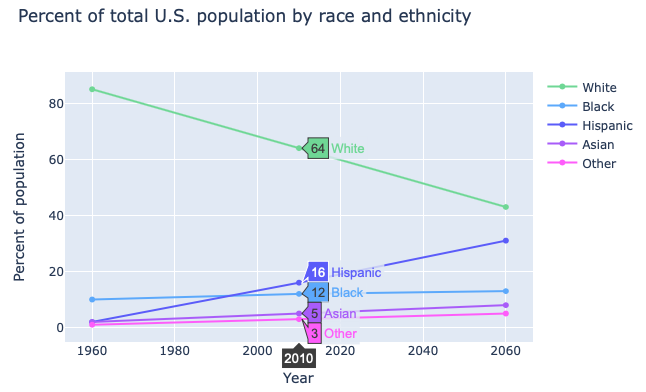 Percent of total U.S. population by race and ethnicity
White
Black
Hispanic
Asian
Other
Percent of population
80
60
40
20
0
64 White
16 Hispanic
12 Black
5 Asian
3 Other
1960
1980
2000
2020
2040
2060
2010
Year